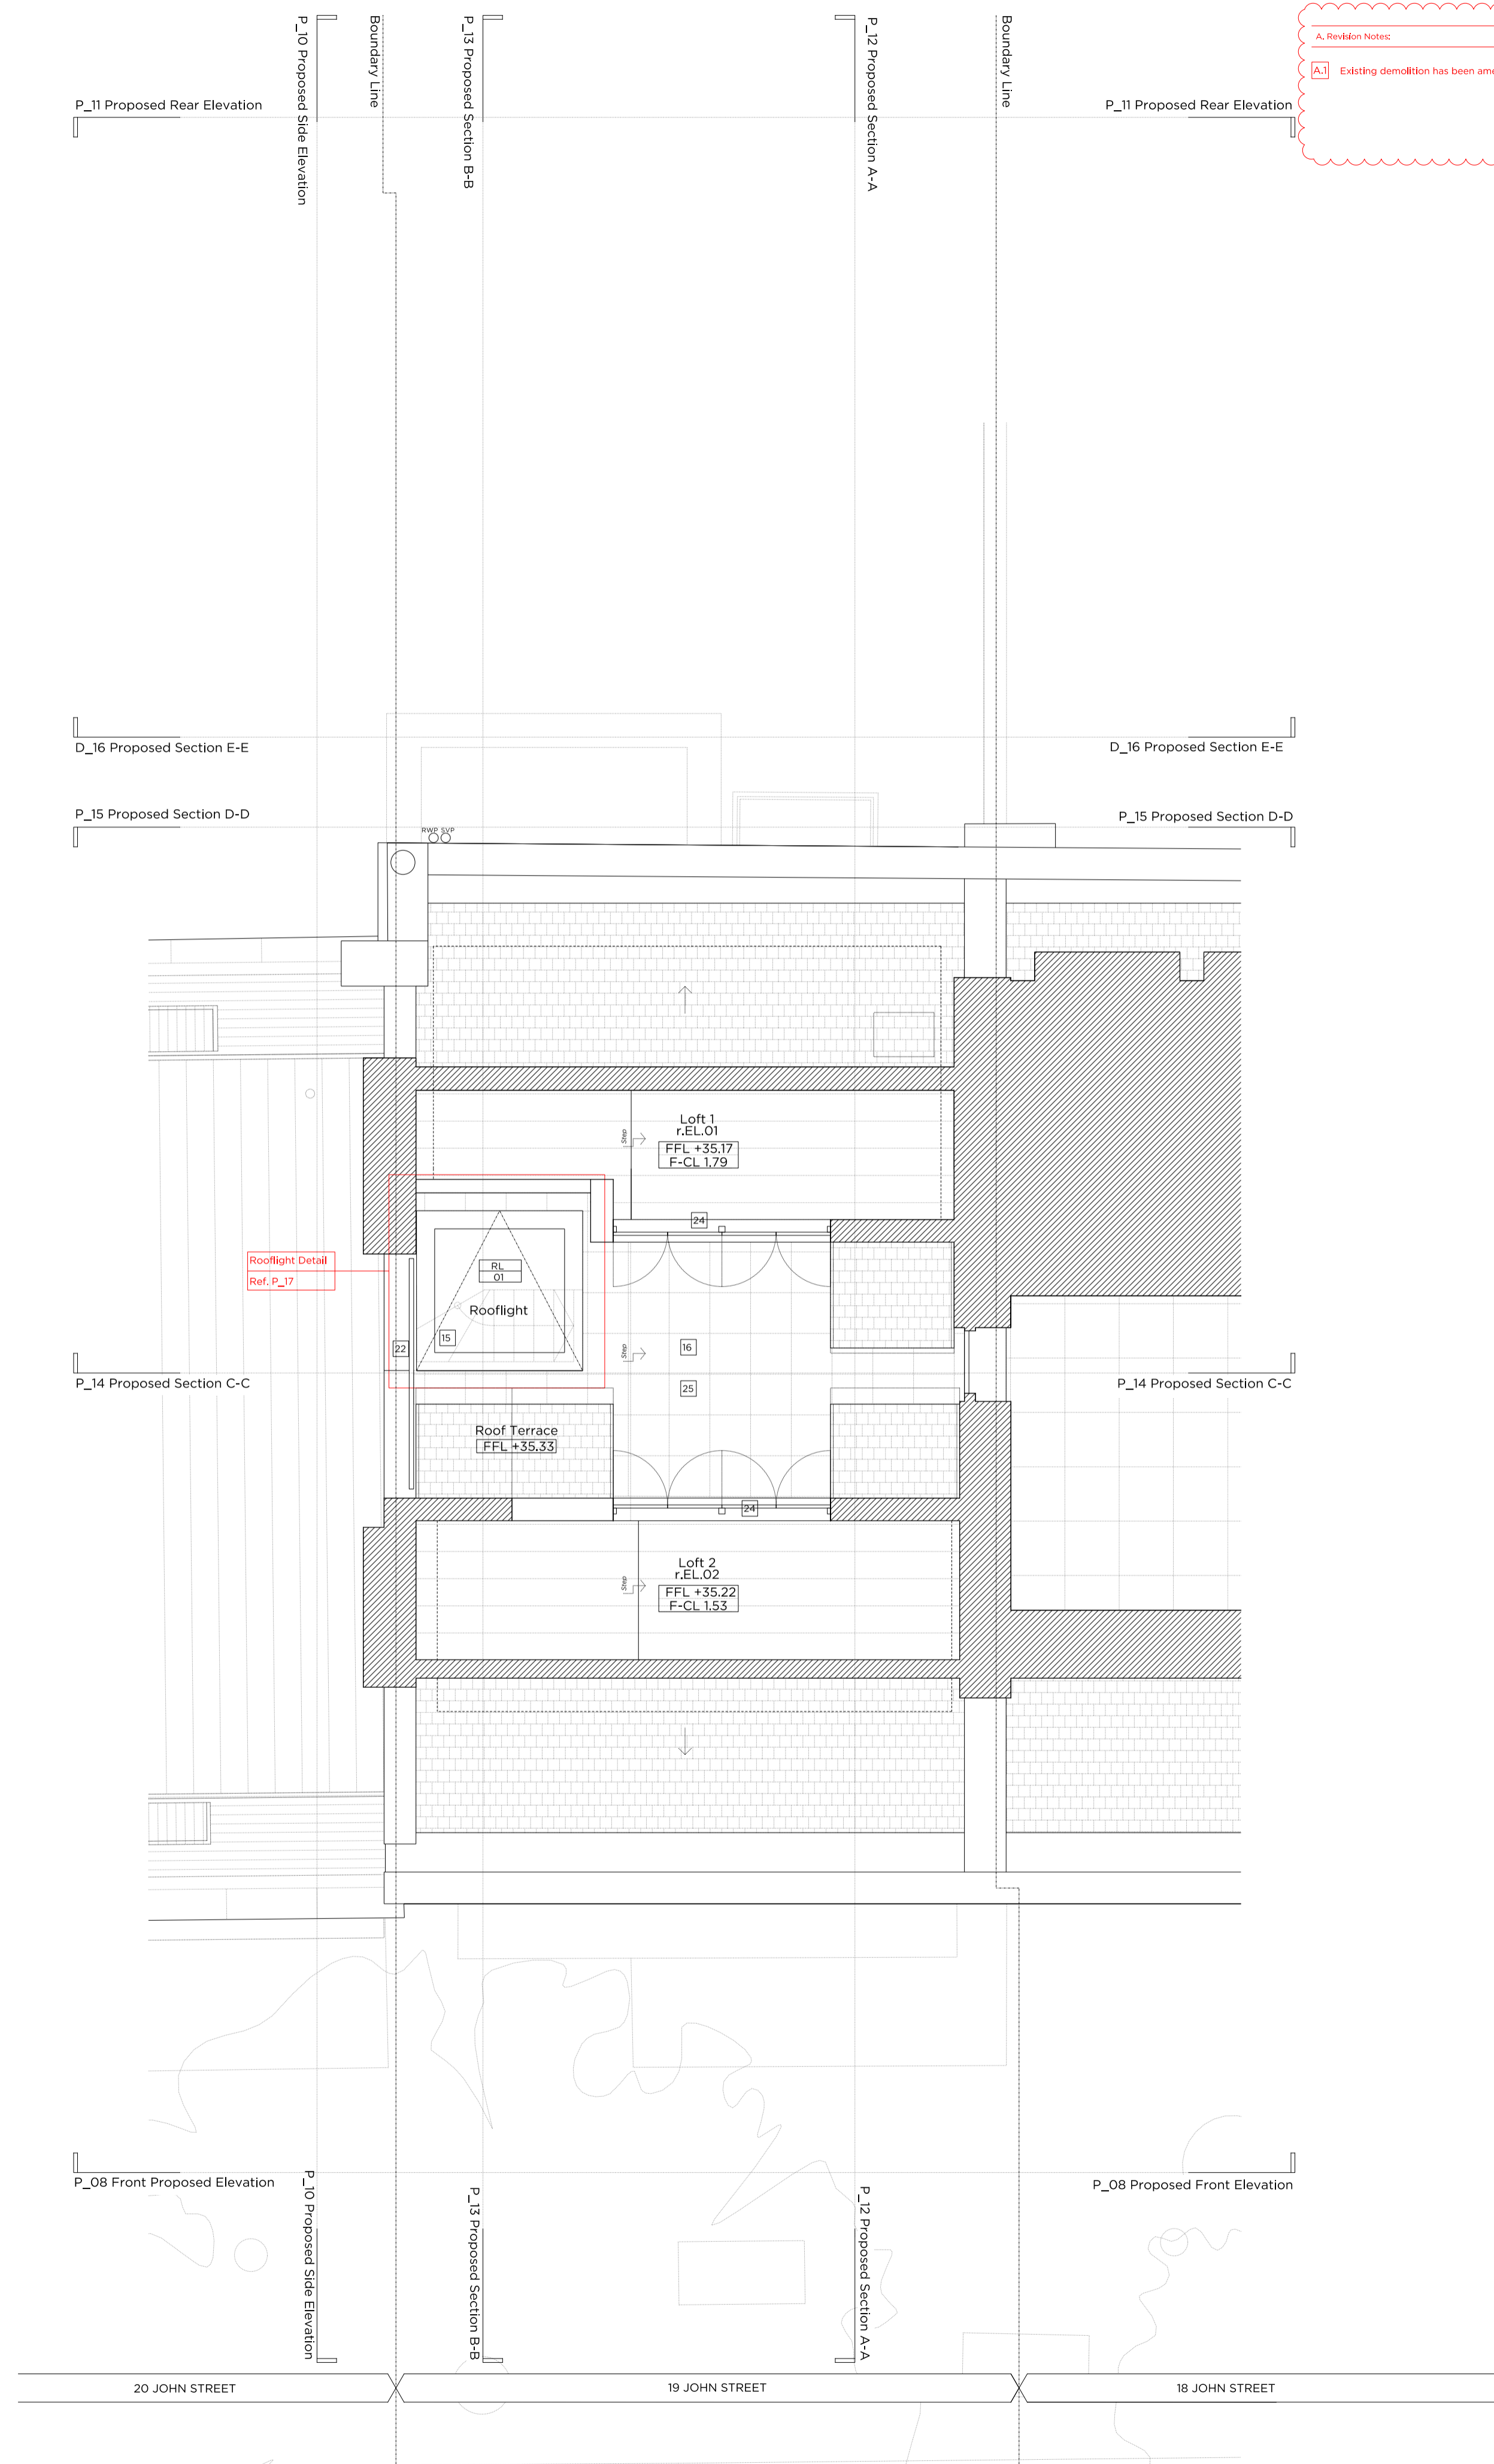 P_10 Proposed Side Elevation
Boundary Line
P_13 Proposed Section B-B
P_12 Proposed Section A-A
Boundary Line
A. Revision Notes:
A.1 Existing demolition has been
P_11 Proposed Rear Elevation
P_11 Proposed Rear Elevation
D_16 Proposed Section E-E
D_16 Proposed Section E-E
P_15 Proposed Section D-D
P_15 Proposed Section D-D
RWP SVP
Loft 1
r.EL.01
FFL +35.17
F-CL 1.79
Step
24
Rooflight Detail
Ref. P_17
RL
01
Rooflight
15
22
Step
16
25
P_14 Proposed Section C-C
P_14 Proposed Section C-C
Roof Terrace
FFL +35.33
24
Loft 2
r.EL.02
FFL +35.22
F-CL 1.53
Step
P_08 Front Proposed Elevation
P_08 Proposed Front Elevation
P_10 Proposed Side Elevation
P_13 Proposed Section B-B
P_12 Proposed Section A-A
20 JOHN STREET
19 JOHN STREET
18 JOHN STREET